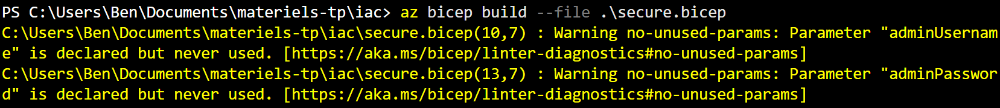 PS C:\Users\Ben\Documents\materiels-tp\iac> az bicep build --file .\secure.bicep
C:\Users\Ben\Documents\materiels-tp\iac\secure.bicep(10,7) : Warning no-unused-params: Parameter "adminUsernam
e" is declared but never used. [https://aka.ms/bicep/linter-diagnostics#no-unused-params]
C:\Users\Ben\Documents\materiels-tp\iac\secure.bicep(13,7) : Warning no-unused-params: Parameter "adminPasswor
d" is declared but never used. [https://aka.ms/bicep/linter-diagnostics#no-unused-params]